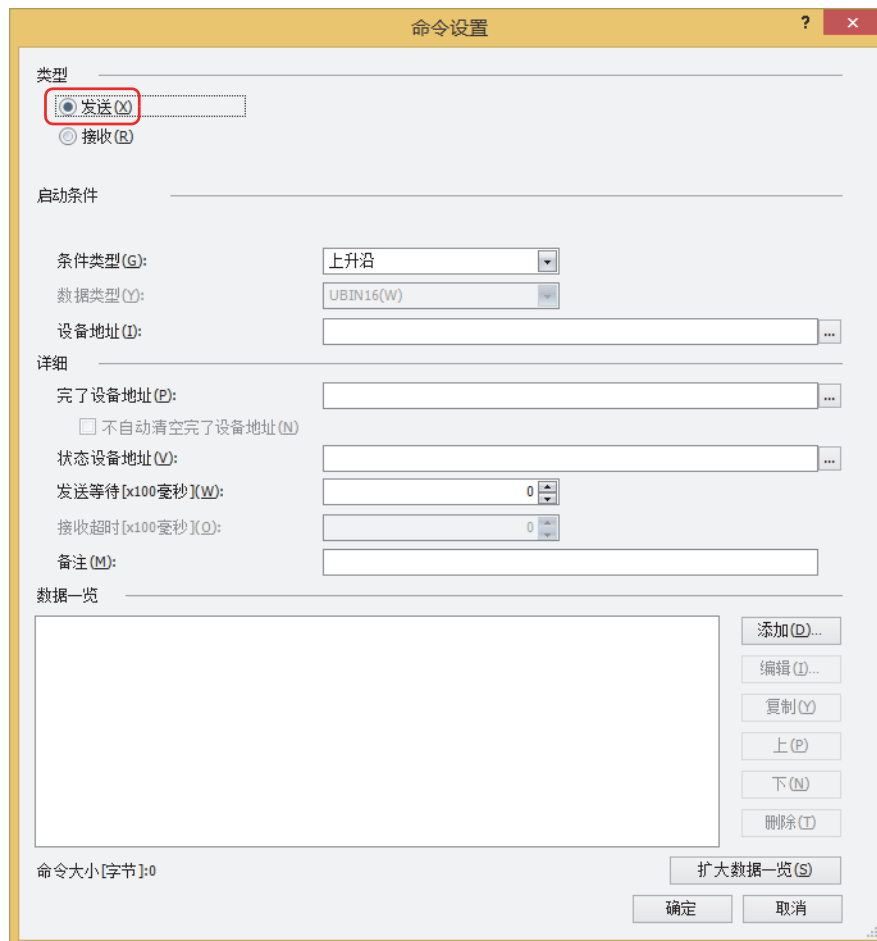 命令设置
?
×
类型
发送(X)
接收(R)
启动条件
条件类型(G): 上升沿
数据类型(Y): UBIN16(W)
设备地址(I): ...
详细
完了设备地址(P): ...
不自动清空完了设备地址(N)
状态设备地址(V): ...
发送等待[x100毫秒](W): 0
接收超时[x100毫秒](O): 0
备注(M):
数据一览
添加(D)...
编辑(I)...
复制(Y)
上(P)
下(N)
删除(T)
命令大小[字节]:0
扩大数据一览(S)
确定
取消